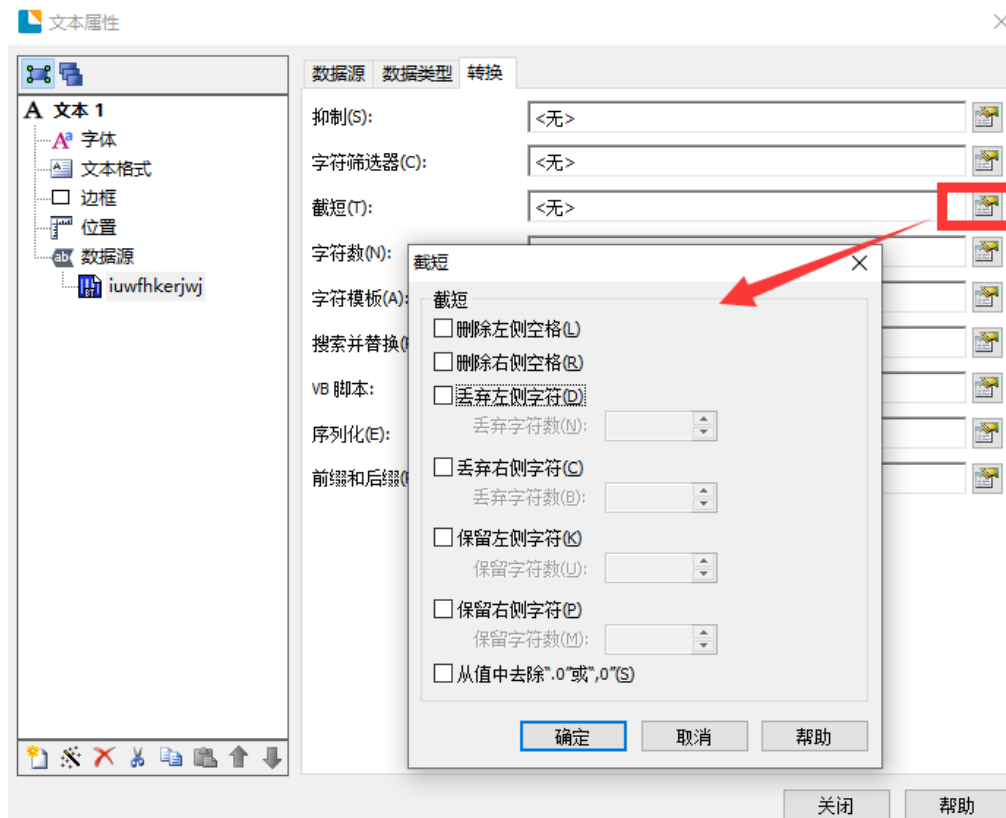 文本属性
数据源 数据类型 转换
A 文本 1
字体
文本格式
边框
位置
数据源
iuwfhkerjwj
抑制(S): <无>
字符筛选器(C): <无>
截短(T): <无>
字符数(N):
字符模板(A):
搜索并替换(
VB 脚本:
序列化(E):
前缀和后缀(
截短
截短
删除左侧空格(L)
删除右侧空格(R)
丢弃左侧字符(D)
丢弃字符数(N):
丢弃右侧字符(C)
丢弃字符数(B):
保留左侧字符(K)
保留字符数(U):
保留右侧字符(P)
保留字符数(M):
从值中去除".0"或",0"(S)
确定 取消 帮助
关闭 帮助